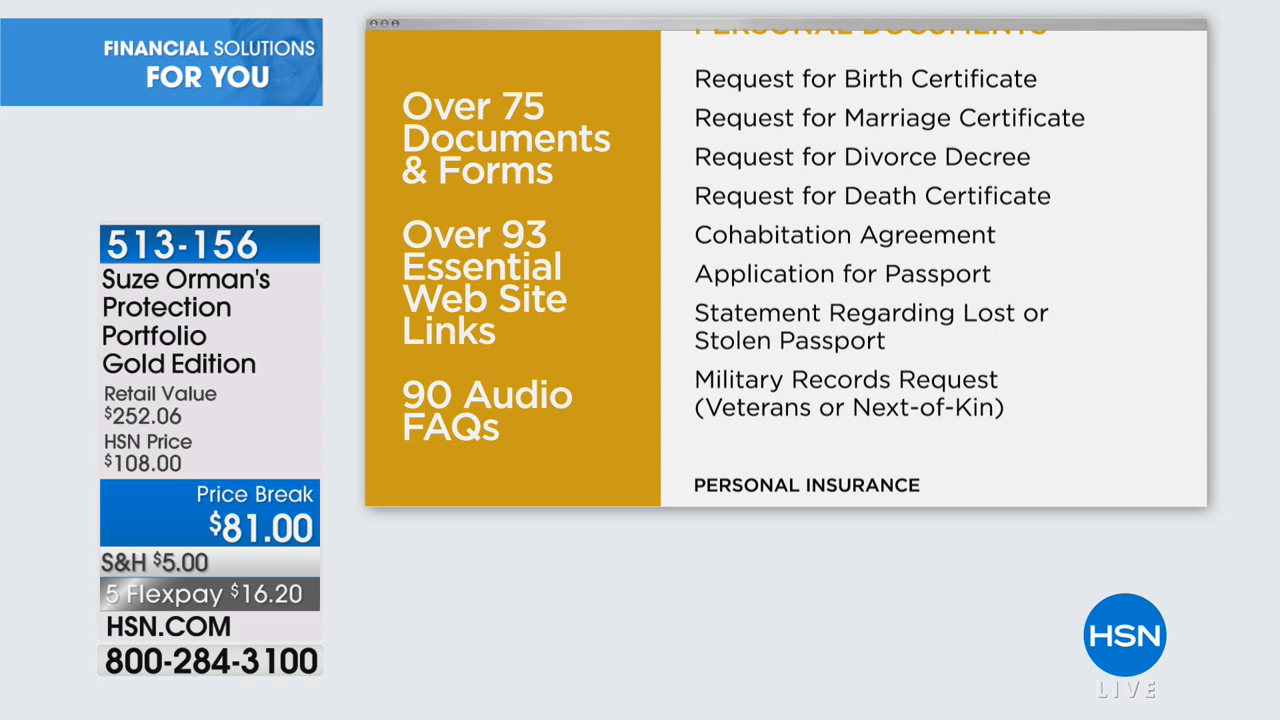 FINANCIAL SOLUTIONS
FOR YOU
513-156
Suze Orman's
Protection
Portfolio
Gold Edition
Retail Value
$252.06
HSN Price
$108.00
Price Break
$81.00
S&H $5.00
5 Flexpay $16.20
HSN.COM
800-284-3100
Over 75
Documents
& Forms
Over 93
Essential
Web Site
Links
90 Audio
FAQs
PERSONAL DOCUMENTS
Request for Birth Certificate
Request for Marriage Certificate
Request for Divorce Decree
Request for Death Certificate
Cohabitation Agreement
Application for Passport
Statement Regarding Lost or
Stolen Passport
Military Records Request
(Veterans or Next-of-Kin)
PERSONAL INSURANCE
HSN
LIVE